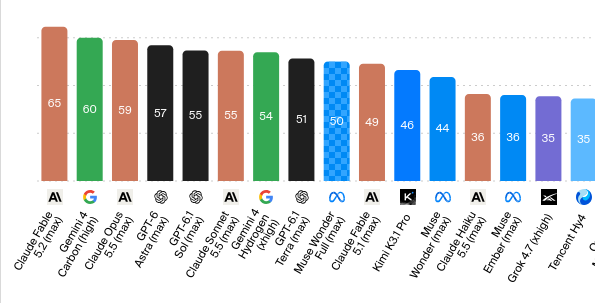 65
60
59
57
55
55
54
51
50
49
46
44
36
36
35
35
Claude Fable
5.2 (max)
Gemini 4
Carbon (high)
Claude Opus
5.5 (max)
GPT-6
Astra (max)
GPT-6.1
Sol (max)
Claude Sonnet
5.5 (max)
Gemini 4
Hydrogen
(xhigh)
GPT-6.1
Terra (max)
Muse Wonder
Full (max)
Claude Fable
5.1 (max)
Kimi K3.1 Pro
Muse
Wonder (max)
Claude Haiku
5.5 (max)
Muse
Ember (max)
Grok 4.7 (xhigh)
Tencent Hy4